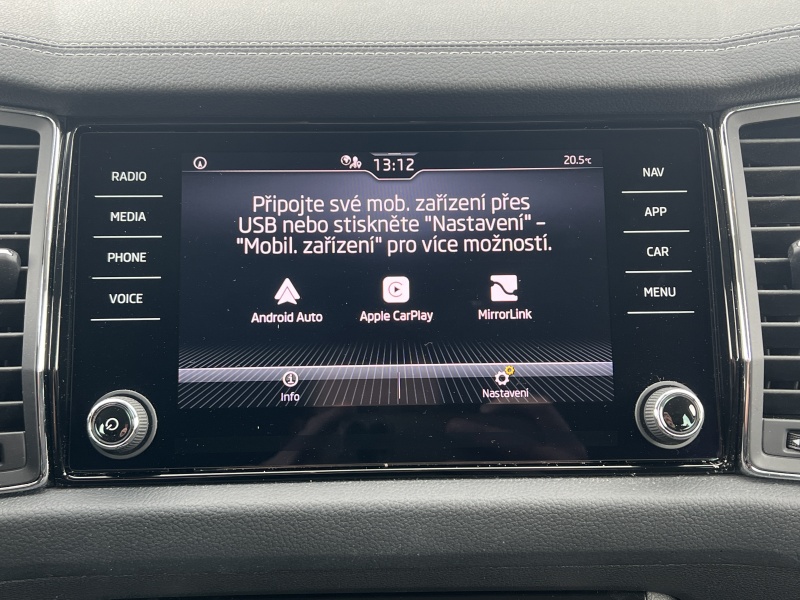 RADIO
MEDIA
PHONE
VOICE
13:12
20.5°C
Připojte své mob. zařízení přes
USB nebo stiskněte "Nastavení" –
"Mobil. zařízení" pro více možností.
Android Auto
Apple CarPlay
MirrorLink
Info
Nastavení
NAV
APP
CAR
MENU